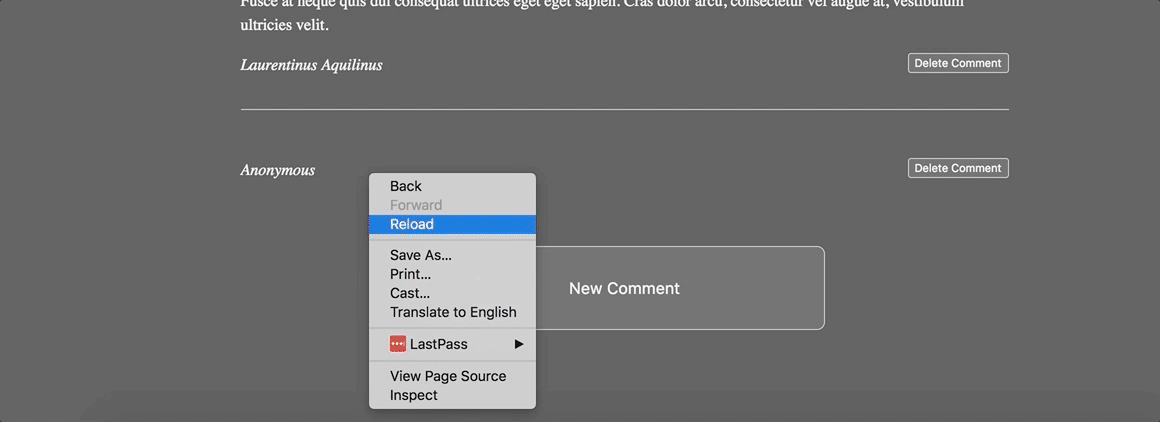 Fusce at neque quis dui consequat ultrices eget eget sapien. Cras dolor arcu, consectetur vel augue at, vestibulum
ultricies velit.
Laurentinus Aquilinus
Delete Comment
Anonymous
Delete Comment
Back
Forward
Reload
Save As...
Print...
Cast...
Translate to English
LastPass
View Page Source
Inspect
New Comment